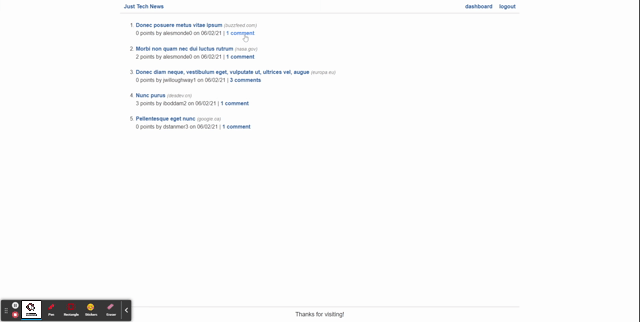 Just Tech News dashboard logout
1. Donec posuere metus vitae ipsum (buzzfeed.com)
0 points by alesmonde0 on 06/02/21 | 1 comment
2. Morbi non quam nec dui luctus rutrum (nasa.gov)
2 points by alesmonde0 on 06/02/21 | 1 comment
3. Donec diam neque, vestibulum eget, vulputate ut, ultrices vel, augue (europa.eu)
0 points by jwilloughway1 on 06/02/21 | 3 comments
4. Nunc purus (desdev.cn)
3 points by iboddam2 on 06/02/21 | 1 comment
5. Pellentesque eget nunc (google.ca)
0 points by dstanmer3 on 06/02/21 | 1 comment
Pen Rectangle Stickers Eraser
Thanks for visiting!